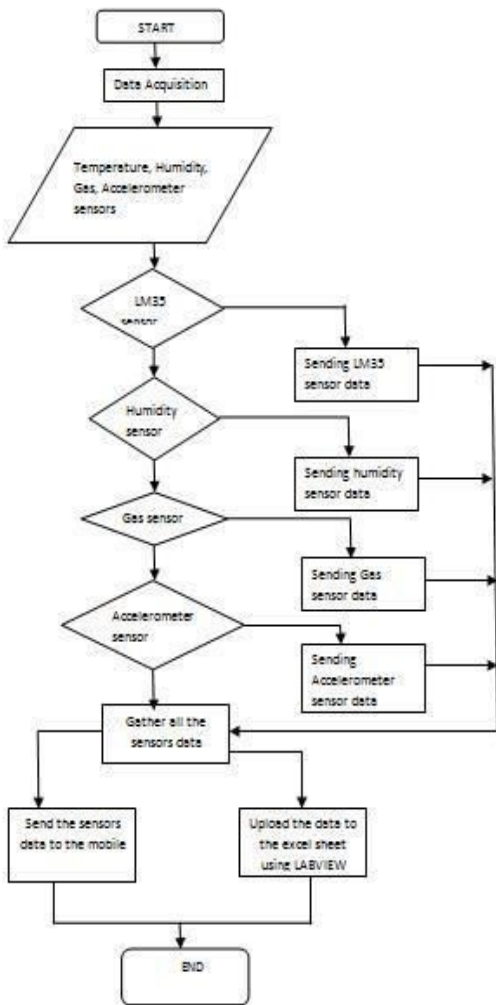 START
Data Acquisition
Temperature, Humidity,
Gas, Accelerometer
sensors
LM35
sensor
Sending LM35
sensor data
Humidity
sensor
Sending humidity
sensor data
Gas sensor
Sending Gas
sensor data
Accelerometer
sensor
Sending
Accelerometer
sensor data
Gather all the
sensors data
Send the sensors
data to the mobile
Upload the data to
the excel sheet
using LABVIEW
END